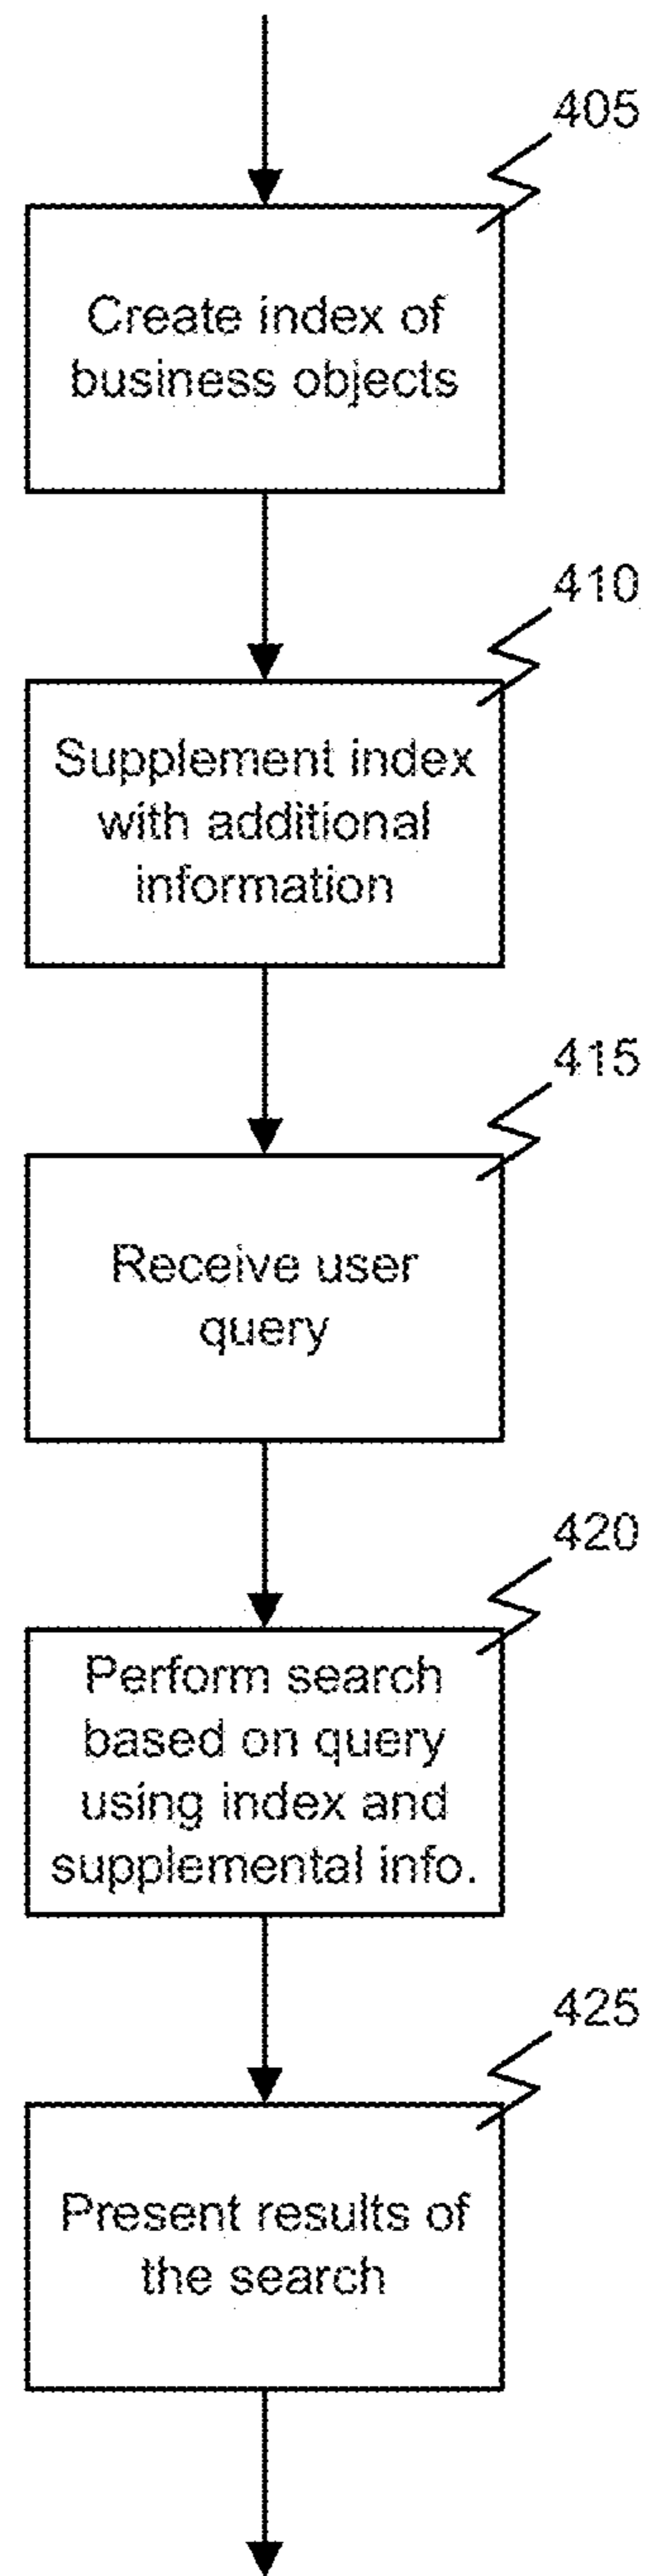 405
Create index of
business objects
410
Supplement index
with additional
information
415
Receive user
query
420
Perform search
based on query
using index and
supplemental info.
425
Present results of
the search